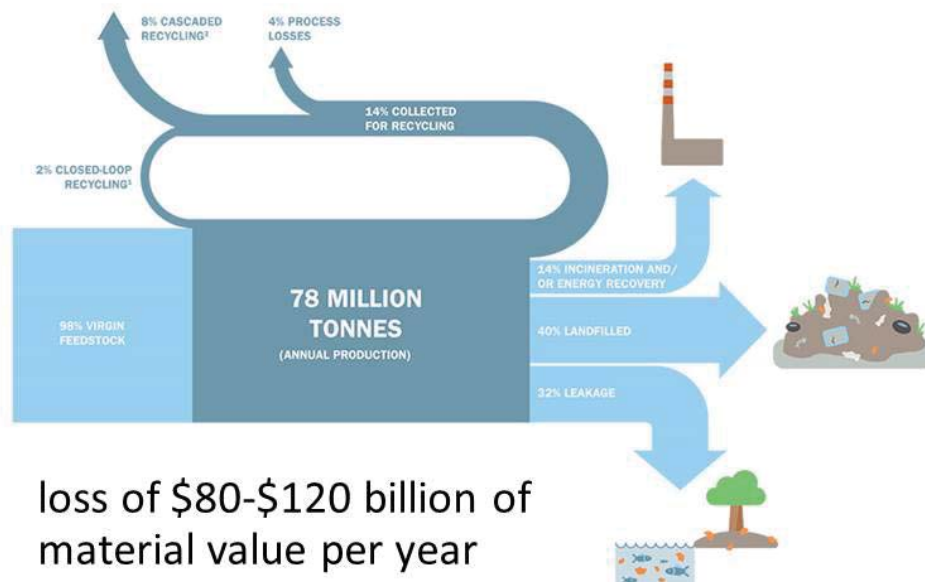 8% CASCADED
RECYCLING²
4% PROCESS
LOSSES
14% COLLECTED
FOR RECYCLING
2% CLOSED-LOOP
RECYCLING¹
98% VIRGIN
FEEDSTOCK
78 MILLION
TONNES
(ANNUAL PRODUCTION)
14% INCINERATION AND/
OR ENERGY RECOVERY
40% LANDFILLED
32% LEAKAGE
loss of $80-$120 billion of
material value per year